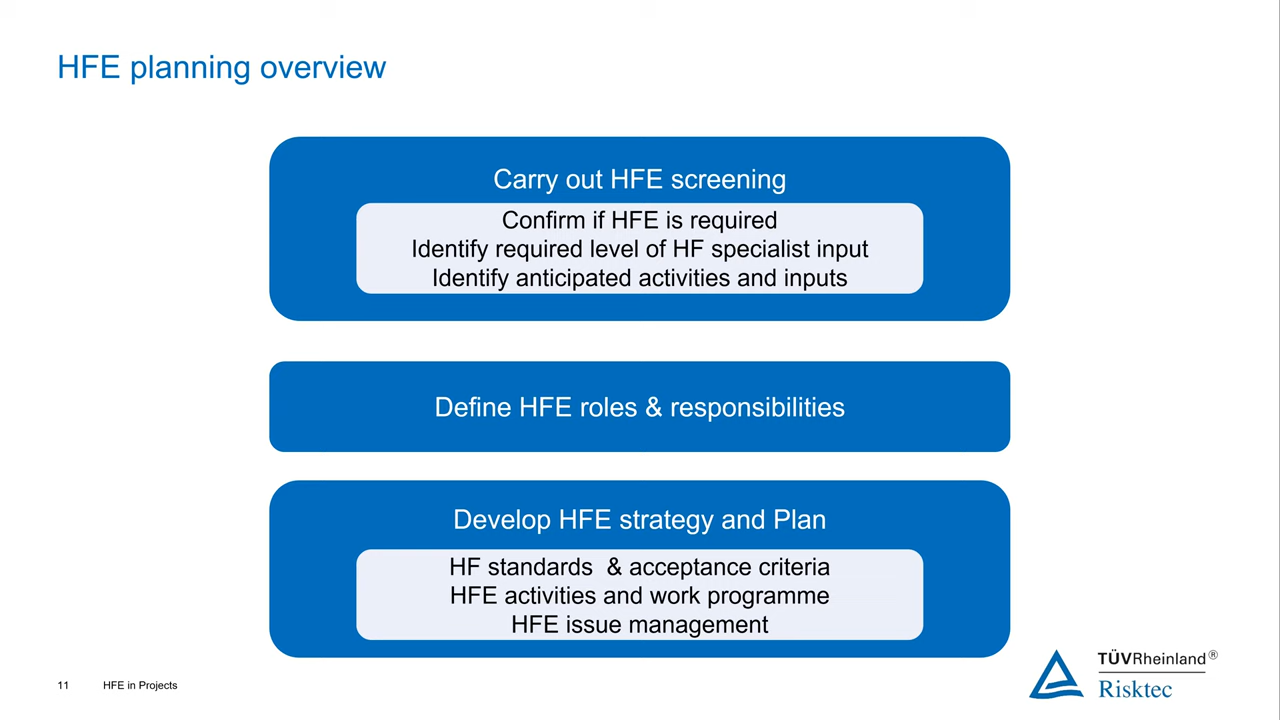 HFE planning overview
Carry out HFE screening
Confirm if HFE is required
Identify required level of HF specialist input
Identify anticipated activities and inputs
Define HFE roles & responsibilities
Develop HFE strategy and Plan
HF standards  & acceptance criteria
HFE activities and work programme
HFE issue management
TÜVRheinland®
Risktec
11 HFE in Projects